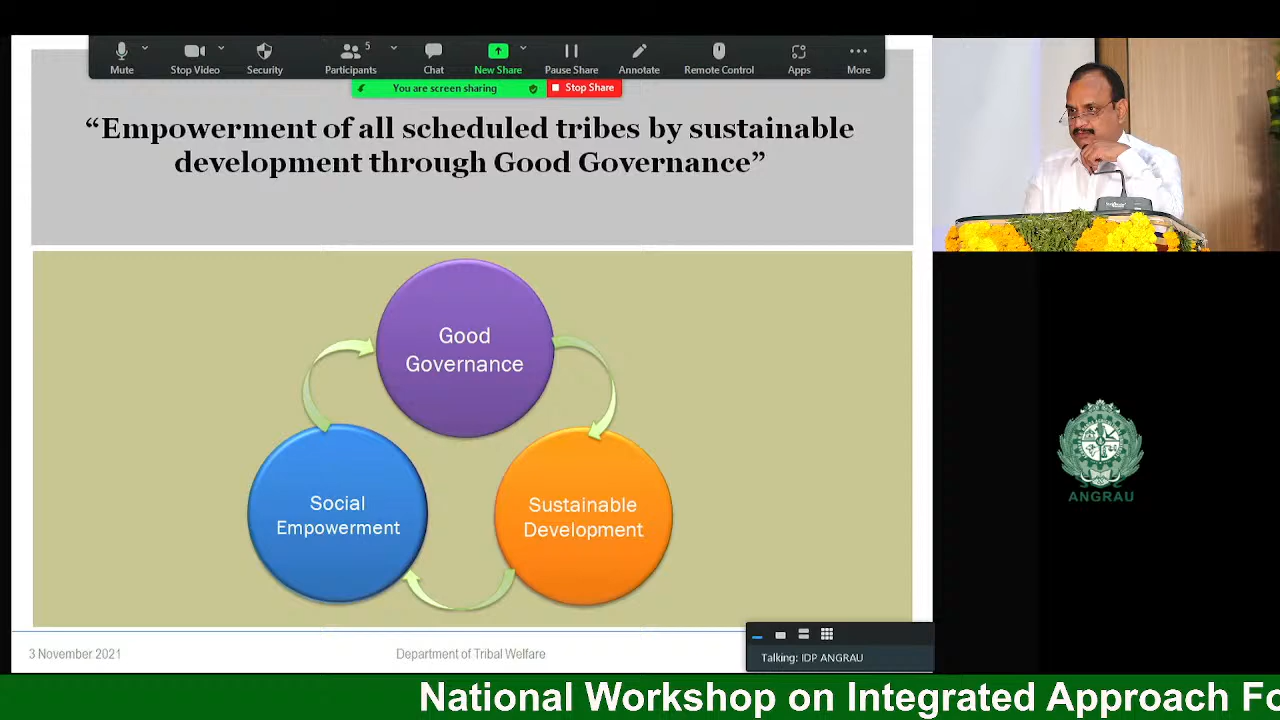 Mute
Stop Video
Security
Participants
5
Chat
New Share
Pause Share
Annotate
Remote Control
Apps
More
You are screen sharing
Stop Share
“Empowerment of all scheduled tribes by sustainable
development through Good Governance”
Good
Governance
Social
Empowerment
Sustainable
Development
3 November 2021
Department of Tribal Welfare
Talking: IDP ANGRAU
ANGRAU
National Workshop on Integrated Approach Fo